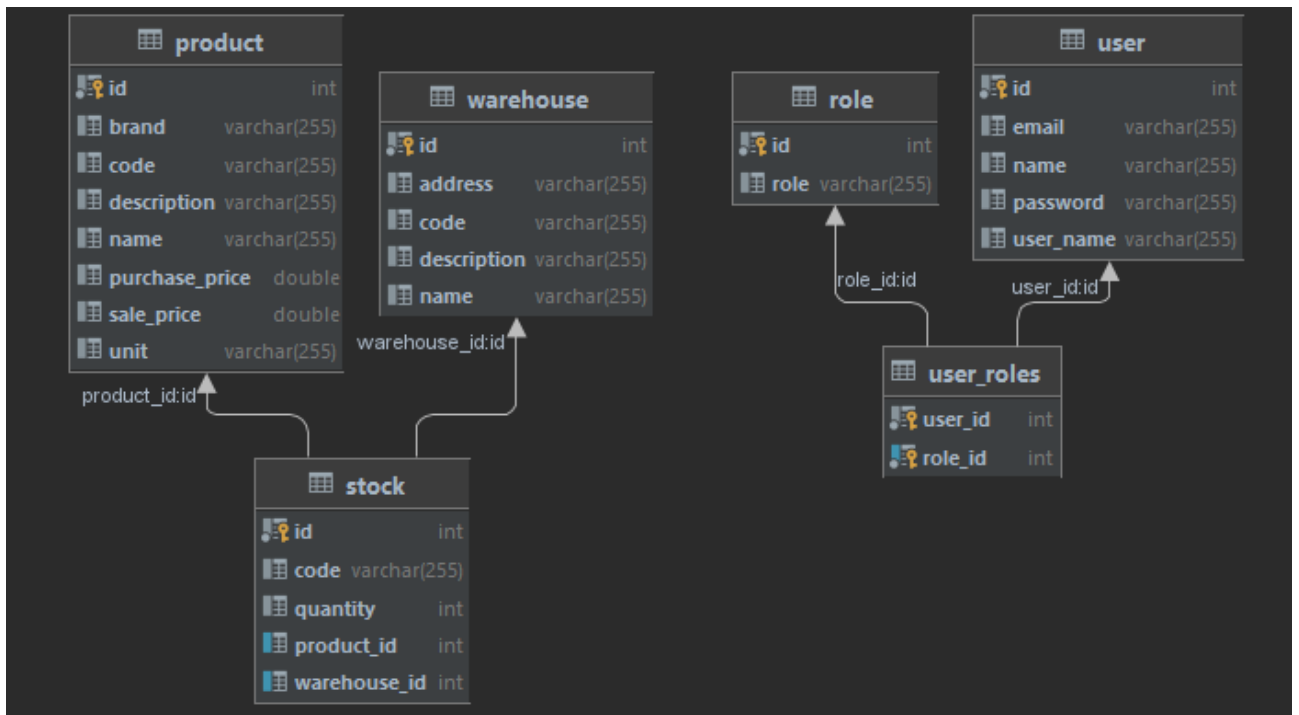 product
id int
brand varchar(255)
code varchar(255)
description varchar(255)
name varchar(255)
purchase_price double
sale_price double
unit varchar(255)
warehouse
id int
address varchar(255)
code varchar(255)
description varchar(255)
name varchar(255)
role
id int
role varchar(255)
user
id int
email varchar(255)
name varchar(255)
password varchar(255)
user_name varchar(255)
product_id:id
warehouse_id:id
role_id:id
user_id:id
stock
id int
code varchar(255)
quantity int
product_id int
warehouse_id int
user_roles
user_id int
role_id int